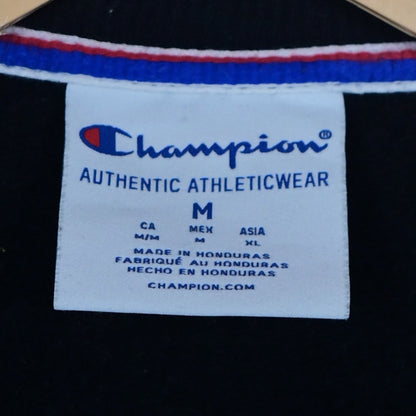 Champion®
AUTHENTIC ATHLETICWEAR
M
CA MEX ASIA
M/M M XL
MADE IN HONDURAS
FABRIQUÉ AU HONDURAS
HECHO EN HONDURAS
CHAMPION.COM